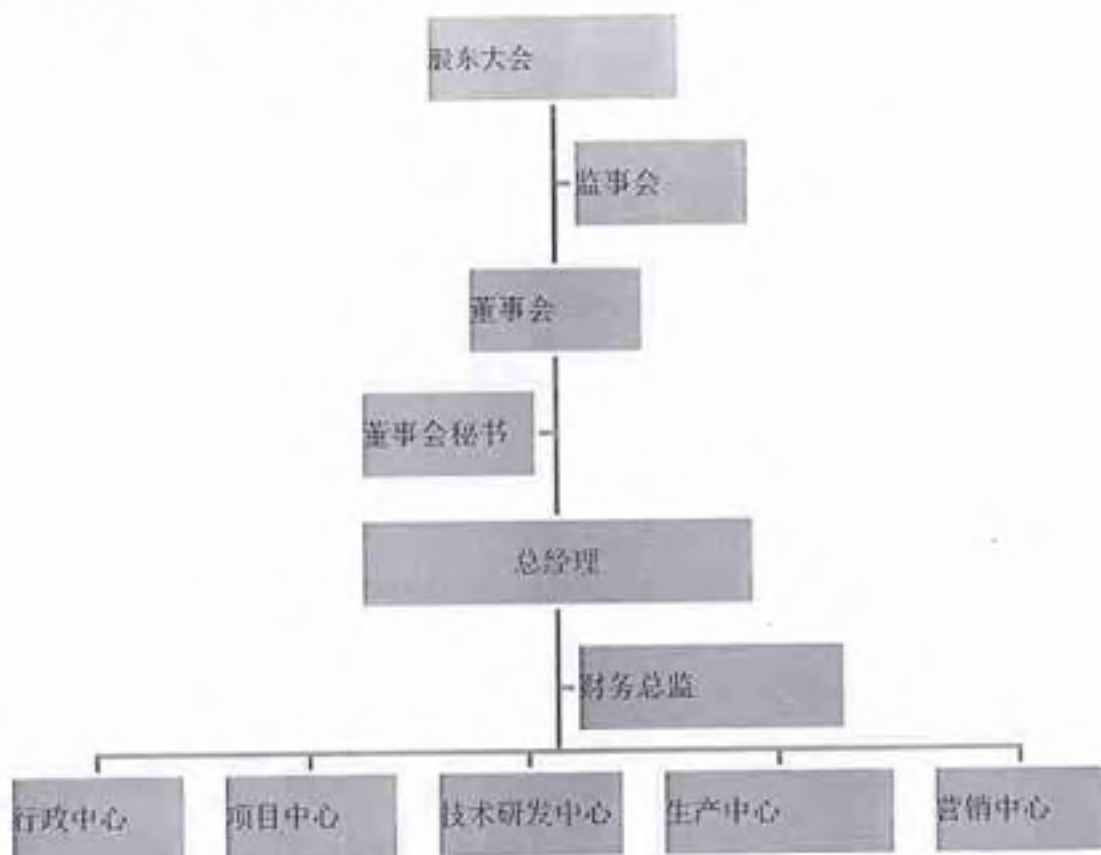 股东大会
监事会
董事会
董事会秘书
总经理
财务总监
行政中心
项目中心
技术研发中心
生产中心
营销中心